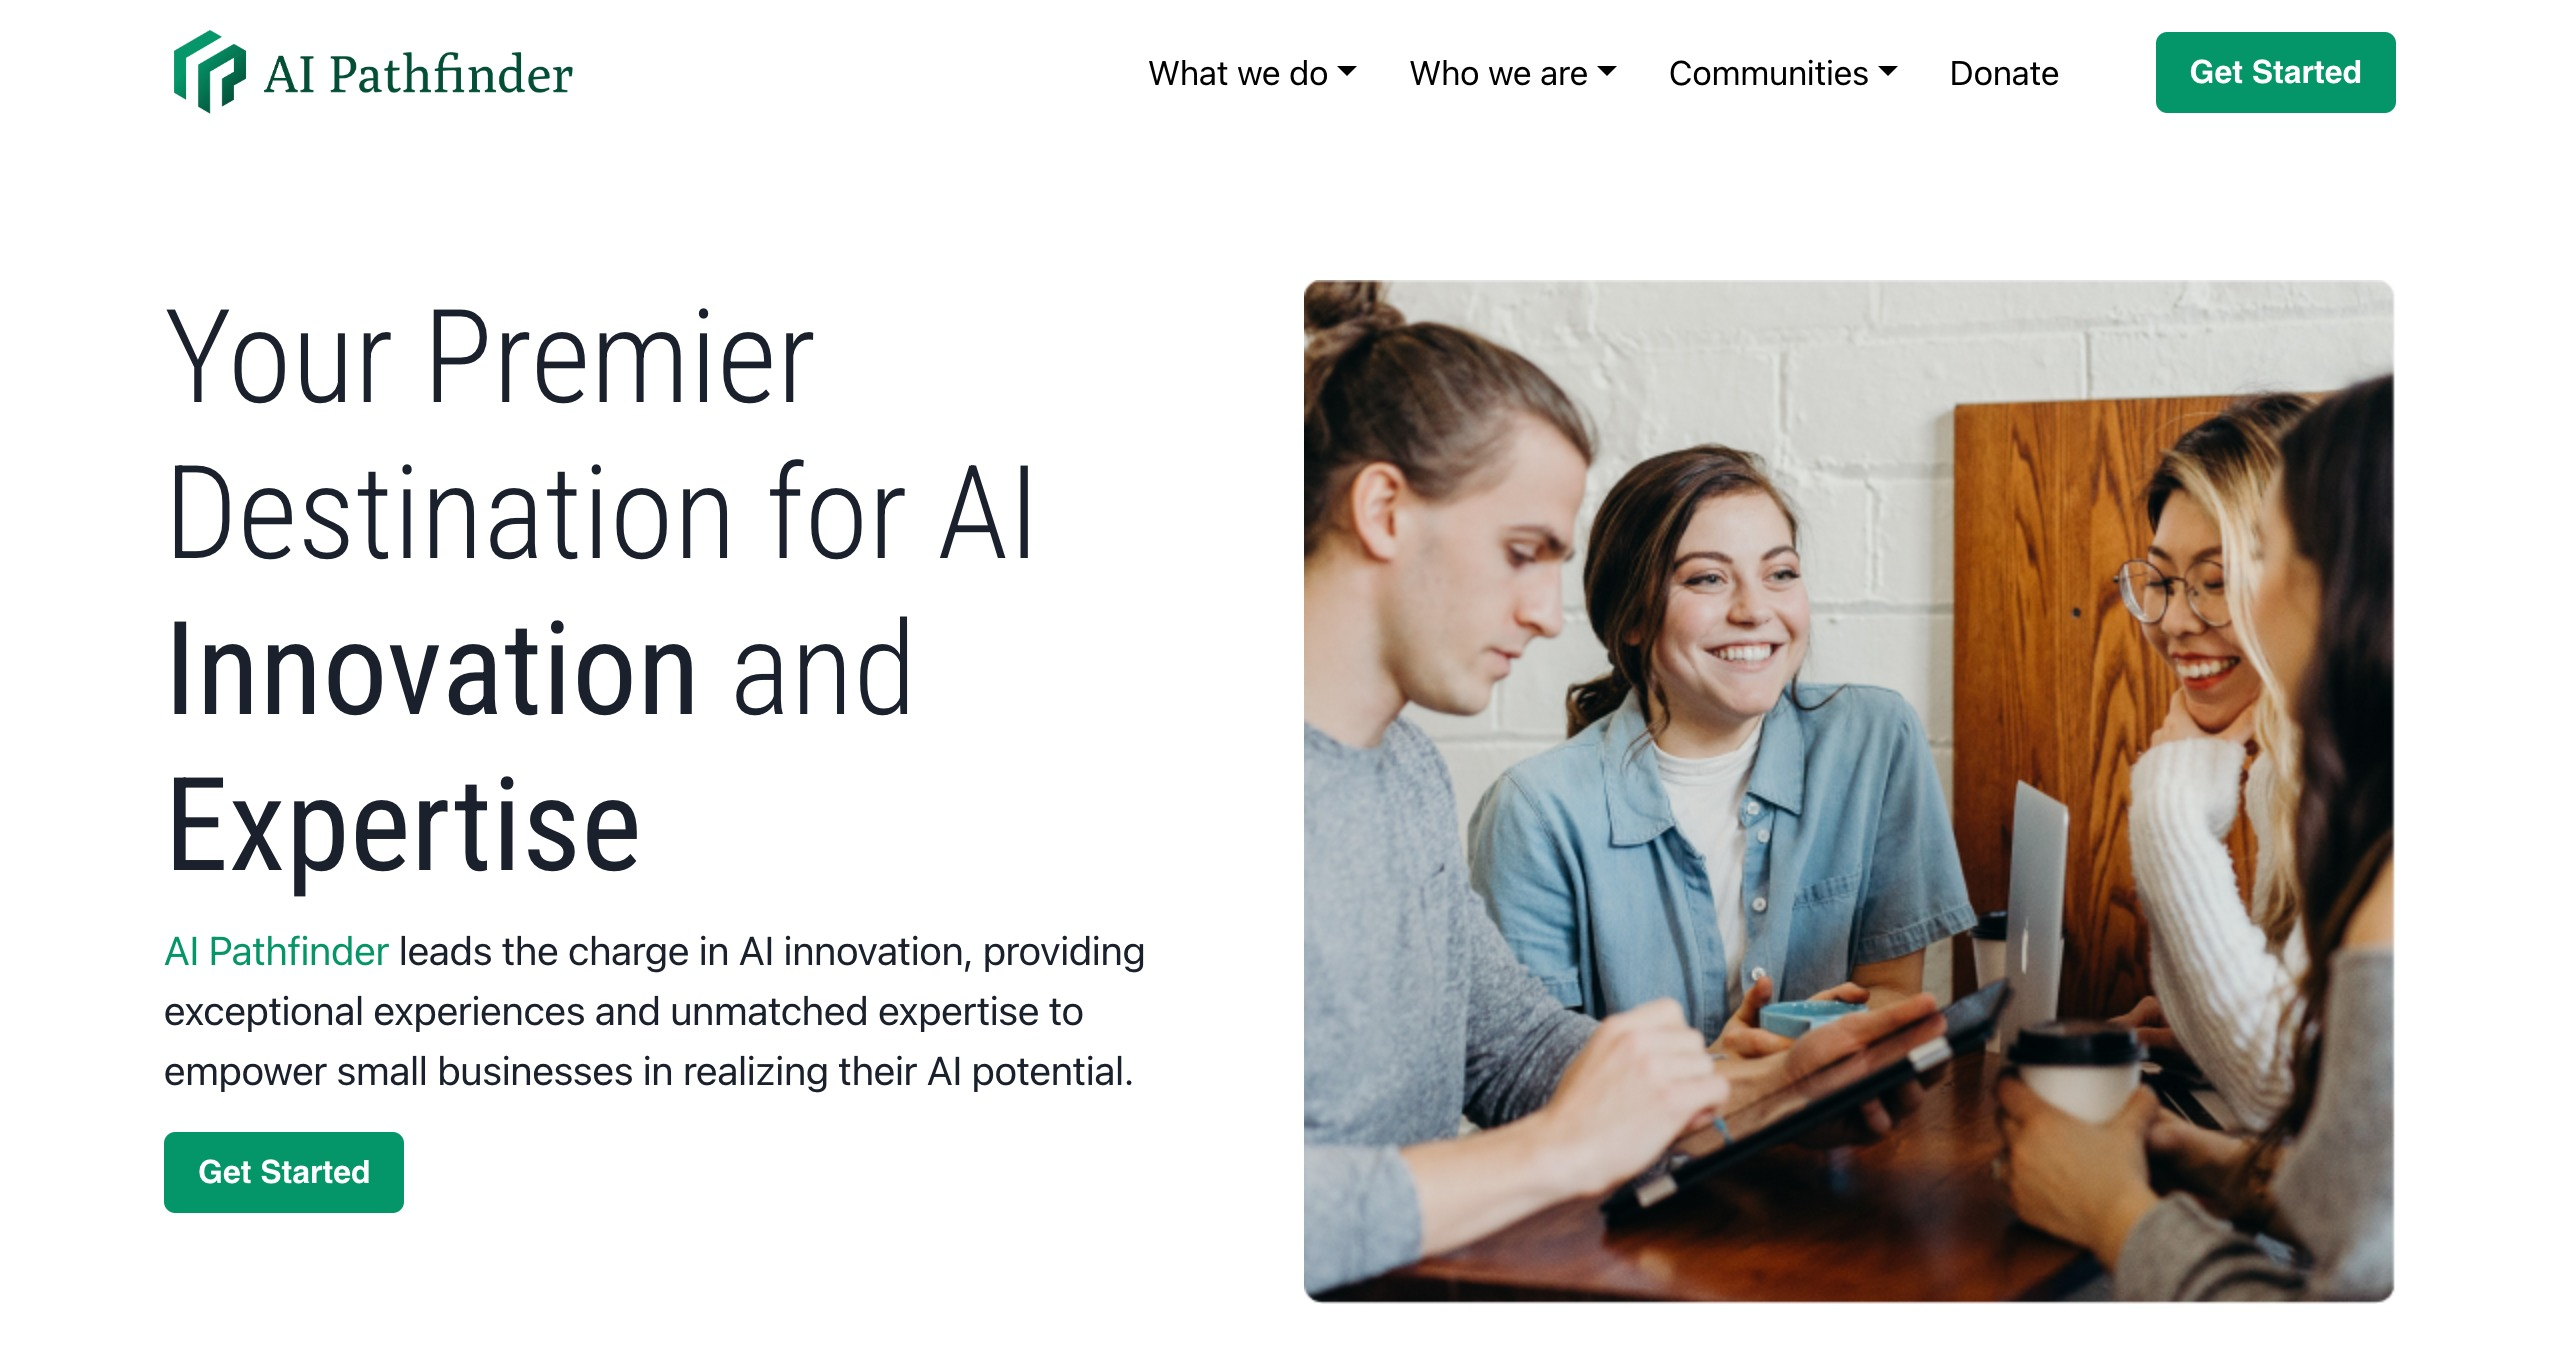 AI Pathfinder
What we do
Who we are
Communities
Donate
Get Started
Your Premier
Destination for AI
Innovation and
Expertise
AI Pathfinder leads the charge in AI innovation, providing
exceptional experiences and unmatched expertise to
empower small businesses in realizing their AI potential.
Get Started